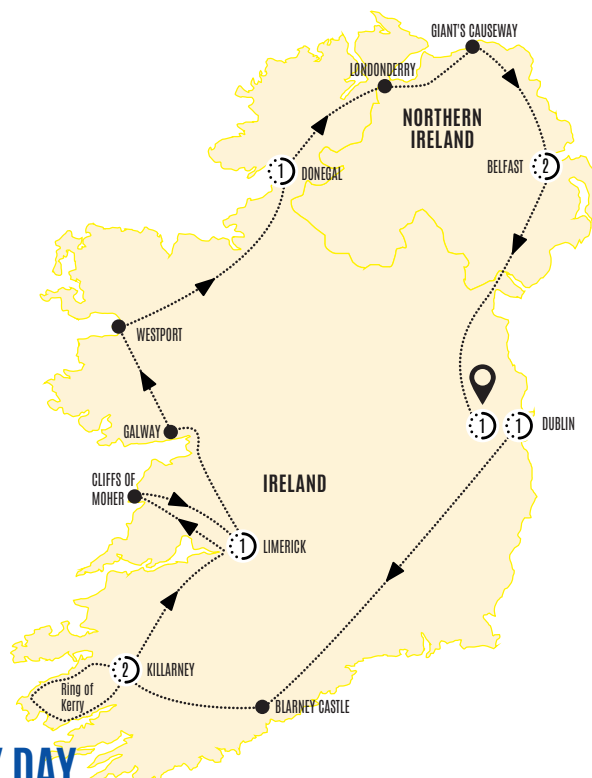 GIANT'S CAUSEWAY
LONDONDERRY
NORTHERN
IRELAND
1 DONEGAL
BELFAST 2
WESTPORT
1
1 DUBLIN
GALWAY
CLIFFS OF
MOHER
IRELAND
1 LIMERICK
2 KILLARNEY
Ring of
Kerry
BLARNEY CASTLE
DAY